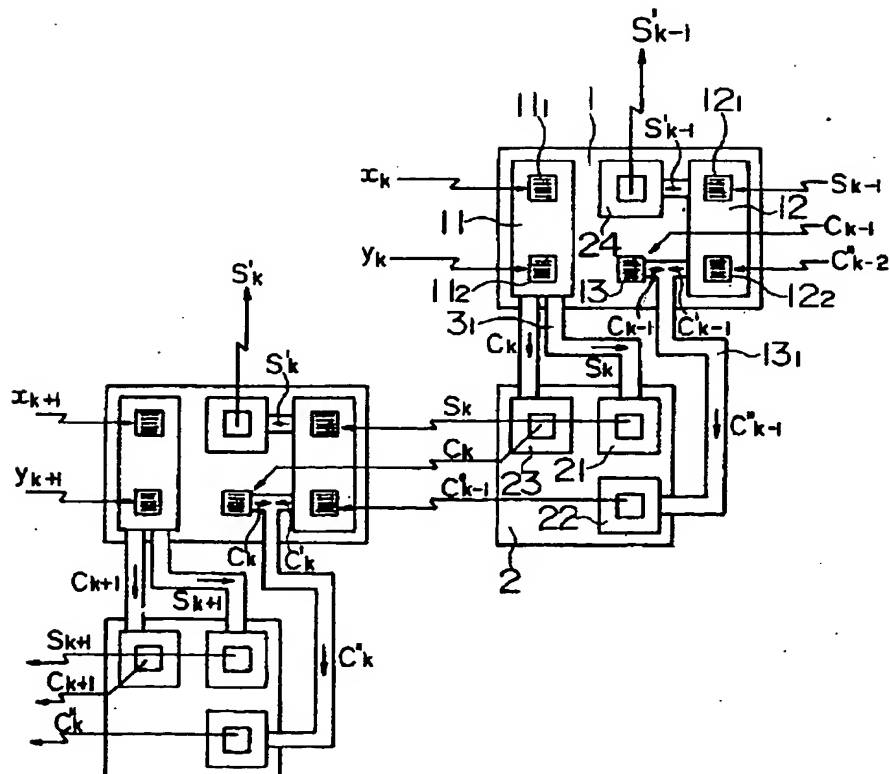 S'k-1
11₁
1
S'k-1
12₁
xk
Sk-1
11
12
24
Ck-1
yk
C"k-2
11₂
13
12₂
S'k
Ck-1
C'k-1
3₁
Ck
13₁
Sk
S'k
xk+1
Sk
C"k-1
Ck
21
yk+1
23
C"k-1
22
Ck
C'k
2
Ck+1
Sk+1
C"k
Sk+1
Ck+1
C"k